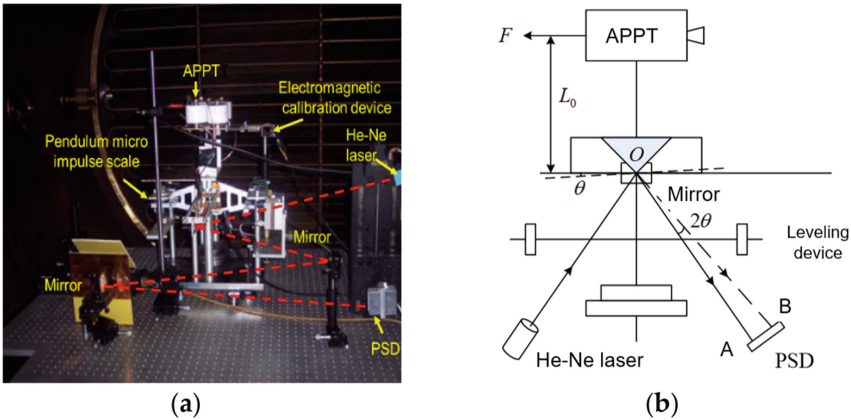 APPT
Electromagnetic
calibration device
He-Ne
laser
Pendulum micro
impulse scale
Mirror
Mirror
PSD
(a)
F
APPT
L0
O
θ
Mirror
2θ
Leveling
device
B
A
He-Ne laser
PSD
(b)